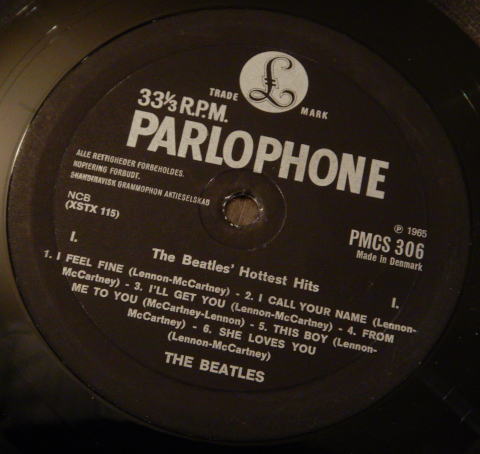 TRADE MARK
33⅓ R.P.M.
PARLOPHONE
ALLE RETTIGHEDER FORBEHOLDES.
KOPIERING FORBUDT.
SKANDINAVISK GRAMMOPHON AKTIESELSKAB
NCB
(XSTX 115)
℗ 1965
PMCS 306
Made in Denmark
I.
I.
The Beatles' Hottest Hits
1. I FEEL FINE (Lennon-McCartney) - 2. I CALL YOUR NAME (Lennon-
McCartney) - 3. I'LL GET YOU (Lennon-McCartney) - 4. FROM
ME TO YOU (McCartney-Lennon) - 5. THIS BOY (Lennon-
McCartney) - 6. SHE LOVES YOU
(Lennon-McCartney)
THE BEATLES